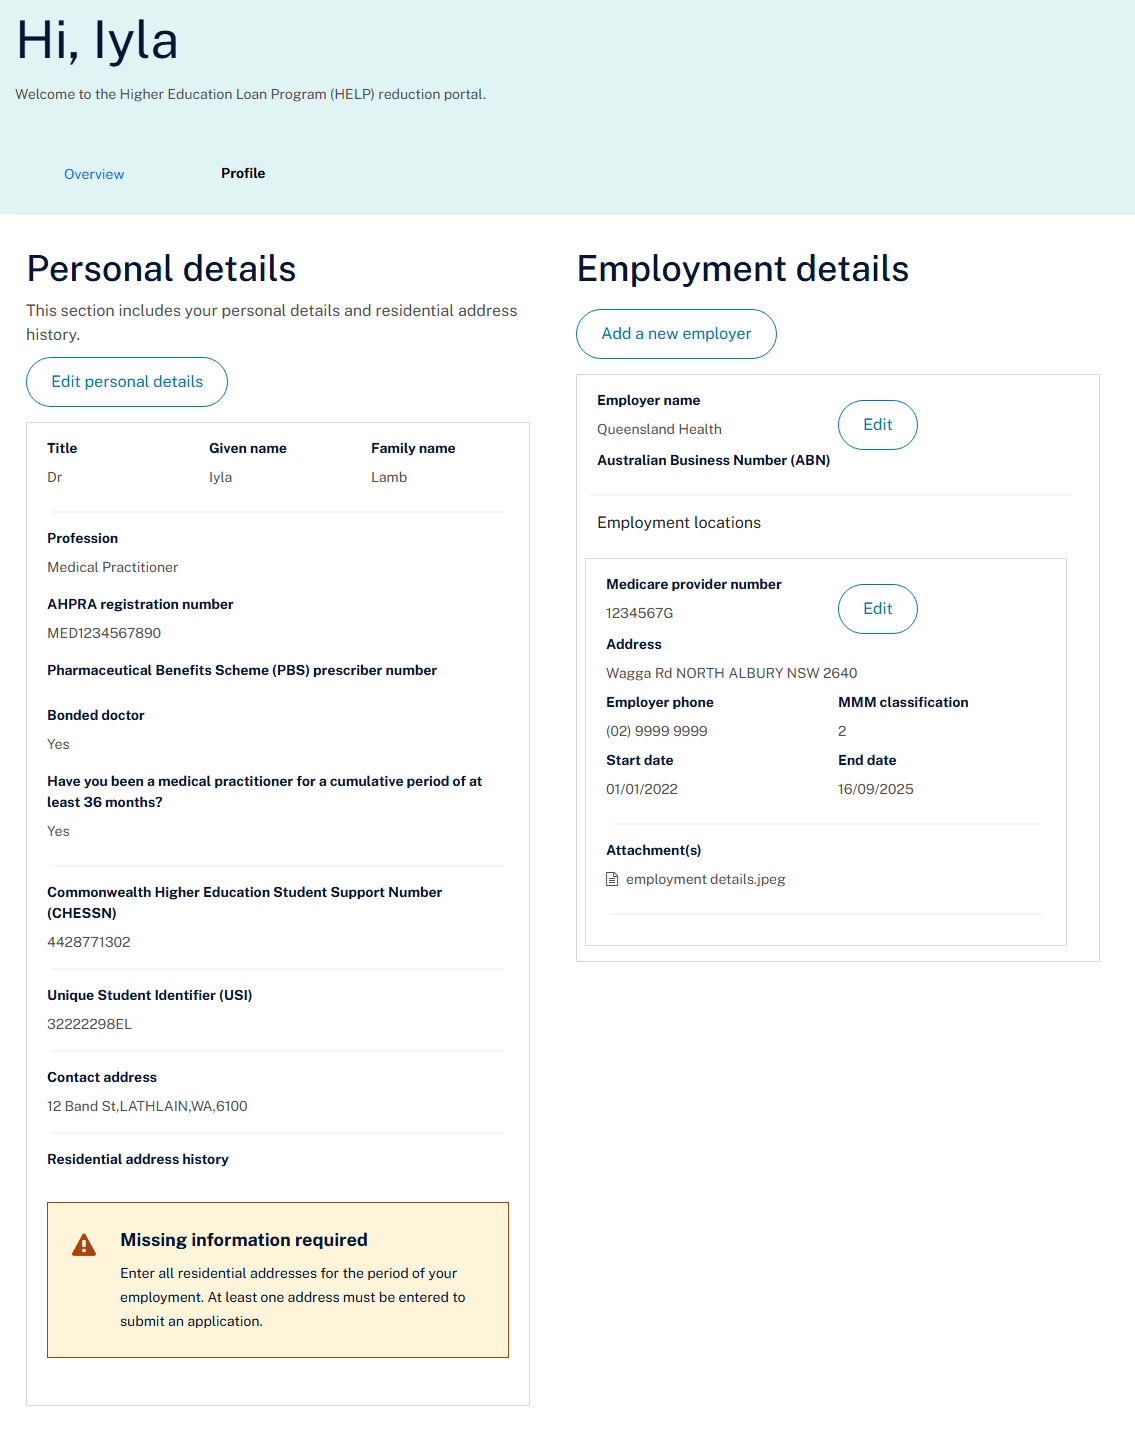 Hi, Iyla
Welcome to the Higher Education Loan Program (HELP) reduction portal.
Overview
Profile
Personal details
This section includes your personal details and residential address
history.
Edit personal details
Title
Given name
Family name
Dr
Iyla
Lamb
Profession
Medical Practitioner
AHPRA registration number
MED1234567890
Pharmaceutical Benefits Scheme (PBS) prescriber number
Bonded doctor
Yes
Have you been a medical practitioner for a cumulative period of at
least 36 months?
Yes
Commonwealth Higher Education Student Support Number
(CHESSN)
4428771302
Unique Student Identifier (USI)
32222298EL
Contact address
12 Band St,LATHLAIN,WA,6100
Residential address history
Missing information required
Enter all residential addresses for the period of your
employment. At least one address must be entered to
submit an application.
Employment details
Add a new employer
Employer name
Queensland Health
Edit
Australian Business Number (ABN)
Employment locations
Medicare provider number
1234567G
Edit
Address
Wagga Rd NORTH ALBURY NSW 2640
Employer phone
MMM classification
(02) 9999 9999
2
Start date
End date
01/01/2022
16/09/2025
Attachment(s)
employment details.jpeg